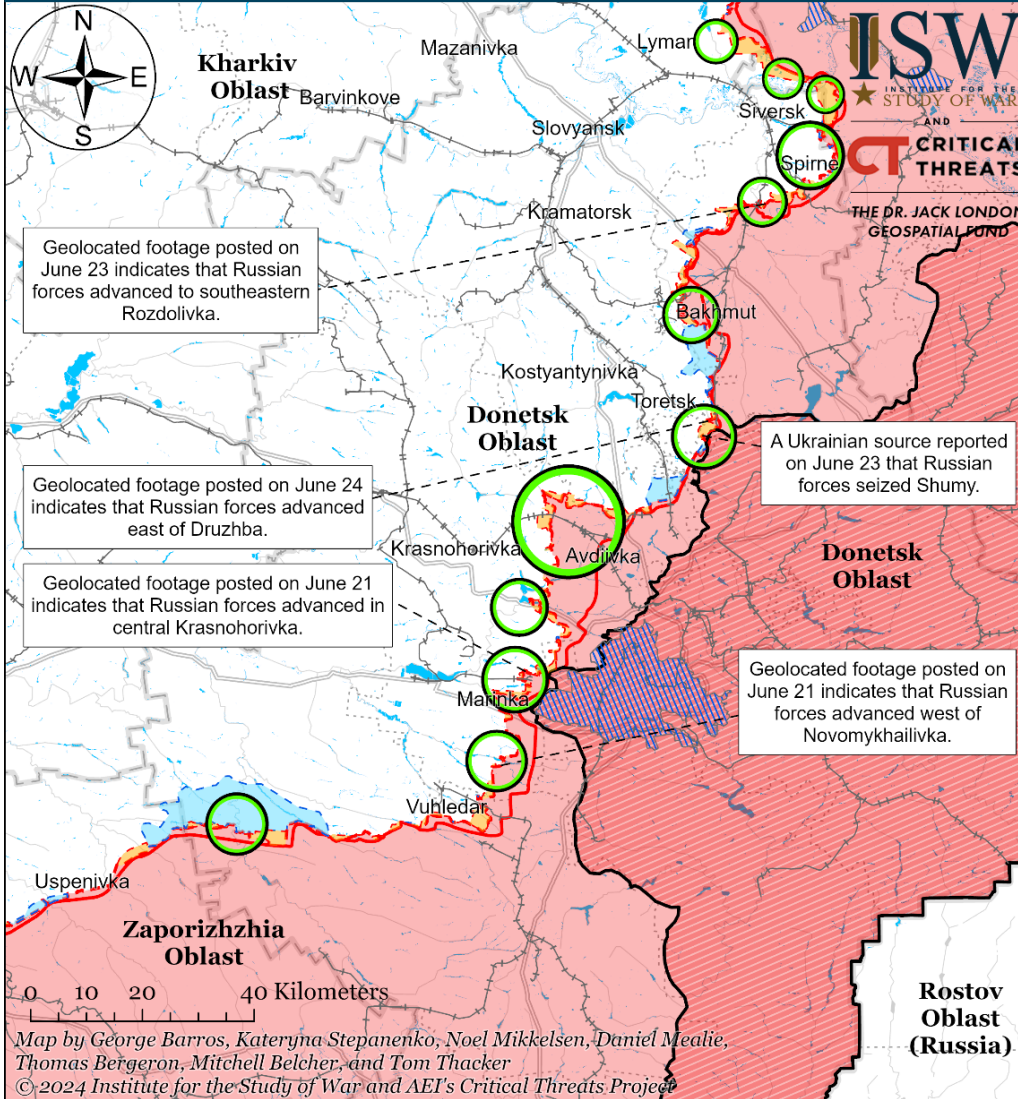 N
W
E
S
Kharkiv
Oblast
Mazanivka
Barvinkove
Lyman
Slovyansk
Siversk
Spirne
Kramatorsk
ISW
INSTITUTE FOR THE
STUDY OF WAR
AND
CT CRITICAL
THREATS
THE DR. JACK LONDON
GEOSPATIAL FUND
Geolocated footage posted on
June 23 indicates that Russian
forces advanced to southeastern
Rozdolivka.
Bakhmut
Kostyantynivka
Toretsk
Donetsk
Oblast
A Ukrainian source reported
on June 23 that Russian
forces seized Shumy.
Geolocated footage posted on June 24
indicates that Russian forces advanced
east of Druzhba.
Krasnohorivka
Avdiivka
Donetsk
Oblast
Geolocated footage posted on June 21
indicates that Russian forces advanced in
central Krasnohorivka.
Marinka
Geolocated footage posted on
June 21 indicates that Russian
forces advanced west of
Novomykhailivka.
Vuhledar
Uspenivka
Zaporizhzhia
Oblast
0 10 20 40 Kilometers
Rostov
Oblast
(Russia)
Map by George Barros, Kateryna Stepanenko, Noel Mikkelsen, Daniel Mealie,
Thomas Bergeron, Mitchell Belcher, and Tom Thacker
© 2024 Institute for the Study of War and AEI's Critical Threats Project